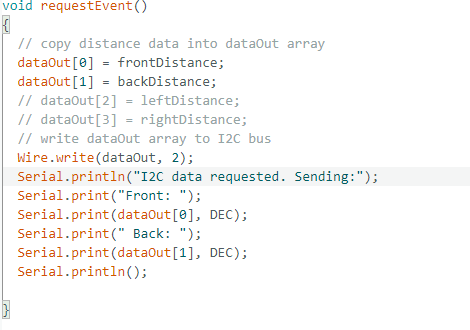 void requestEvent()
{
// copy distance data into dataOut array
dataOut[0] = frontDistance;
dataOut[1] = backDistance;
// dataOut[2] = leftDistance;
// dataOut[3] = rightDistance;
// write dataOut array to I2C bus
Wire.write(dataOut, 2);
Serial.println("I2C data requested. Sending:");
Serial.print("Front: ");
Serial.print(dataOut[0], DEC);
Serial.print(" Back: ");
Serial.print(dataOut[1], DEC);
Serial.println();
}